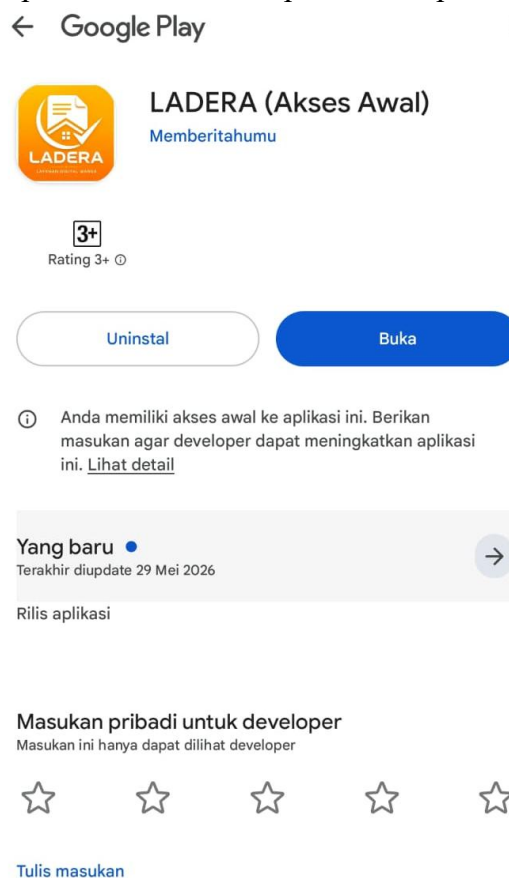 ← Google Play
LADERA (Akses Awal)
Memberitahumu
LADERA
3+
Rating 3+
Uninstal
Buka
Anda memiliki akses awal ke aplikasi ini. Berikan
masukan agar developer dapat meningkatkan aplikasi
ini. Lihat detail
Yang baru
Terakhir diupdate 29 Mei 2026
Rilis aplikasi
Masukan pribadi untuk developer
Masukan ini hanya dapat dilihat developer
Tulis masukan